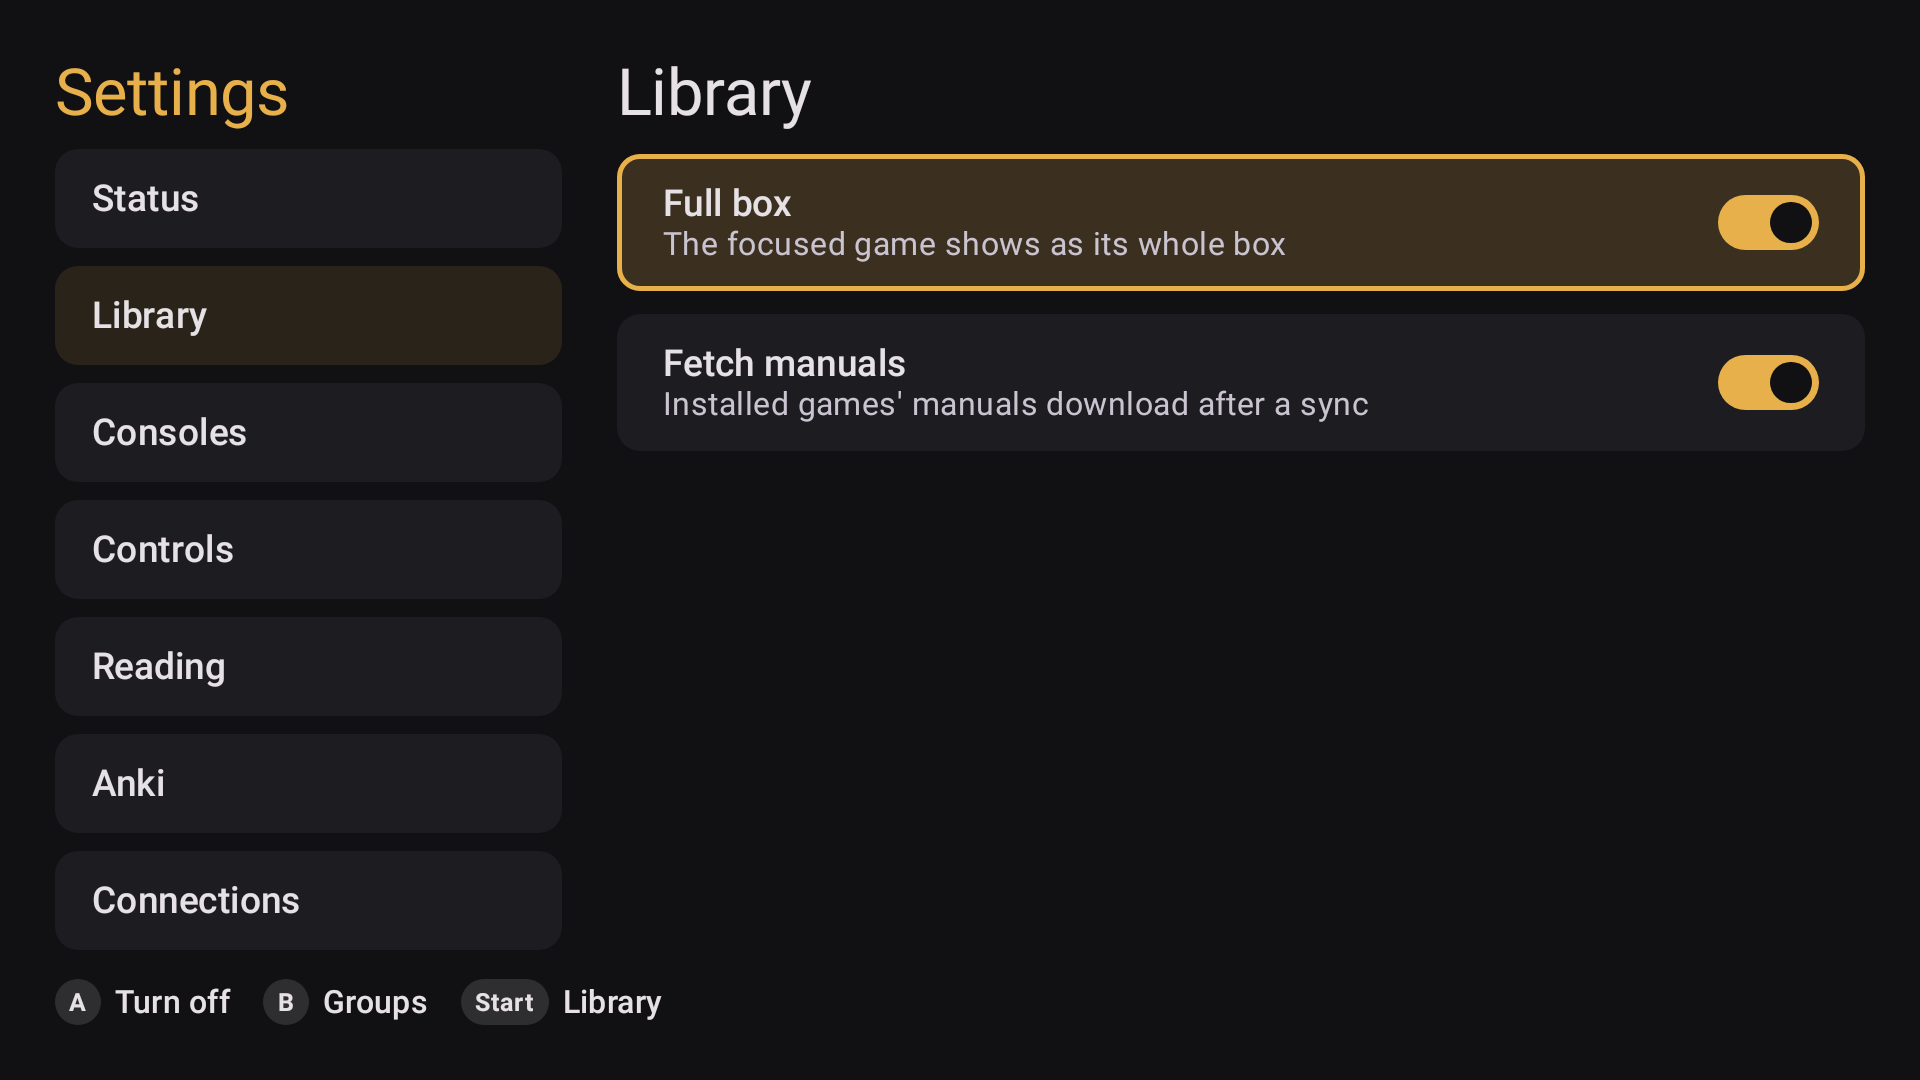 Settings
Status
Library
Consoles
Controls
Reading
Anki
Connections
Library
Full box
The focused game shows as its whole box
Fetch manuals
Installed games' manuals download after a sync
A Turn off B Groups Start Library